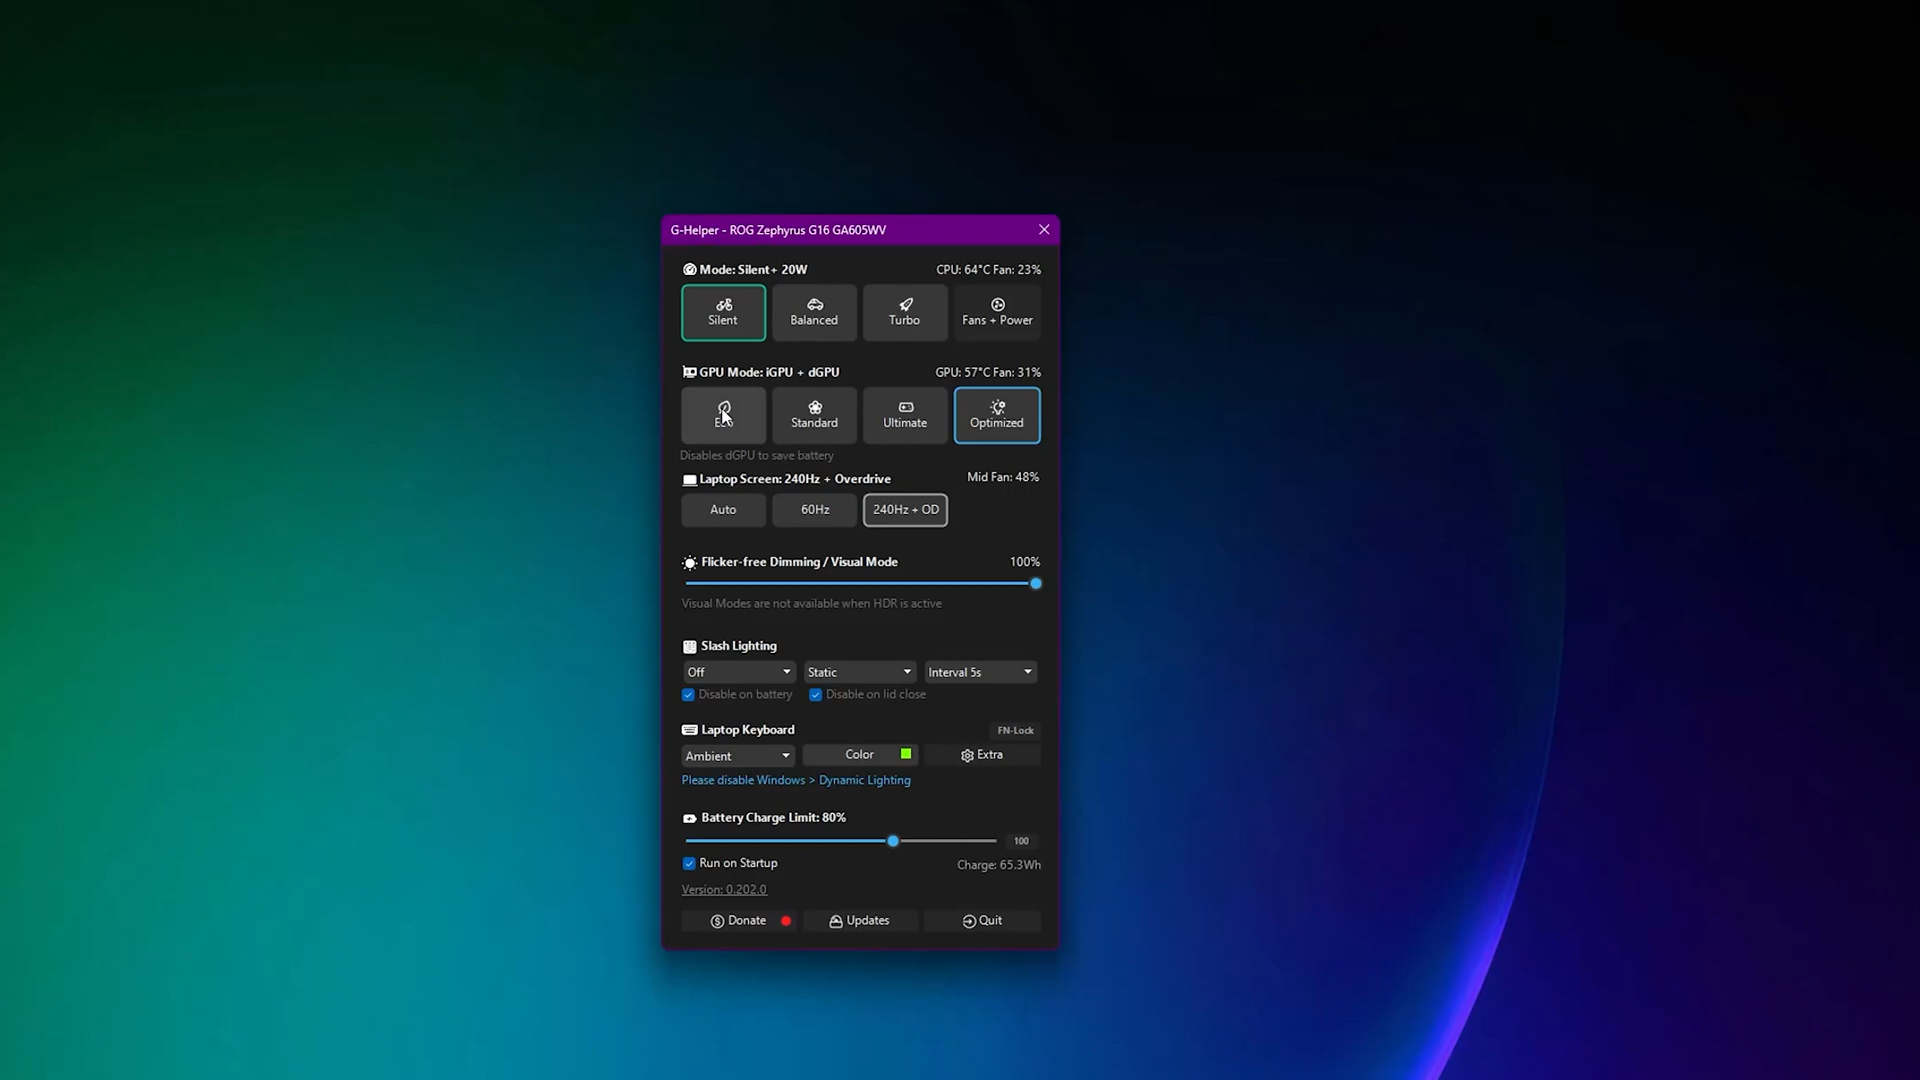 G-Helper - ROG Zephyrus G16 GA605WV
Mode: Silent+ 20W CPU: 64°C Fan: 23%
Silent Balanced Turbo Fans + Power
GPU Mode: iGPU + dGPU GPU: 57°C Fan: 31%
Standard Ultimate Optimized
Disables dGPU to save battery
Laptop Screen: 240Hz + Overdrive Mid Fan: 48%
Auto 60Hz 240Hz + OD
Flicker-free Dimming / Visual Mode 100%
Visual Modes are not available when HDR is active
Slash Lighting
Off Static Interval 5s
Disable on battery Disable on lid close
Laptop Keyboard FN-Lock
Ambient Color Extra
Please disable Windows > Dynamic Lighting
Battery Charge Limit: 80%
100
Run on Startup Charge: 65.3Wh
Version: 0.202.0
Donate Updates Quit